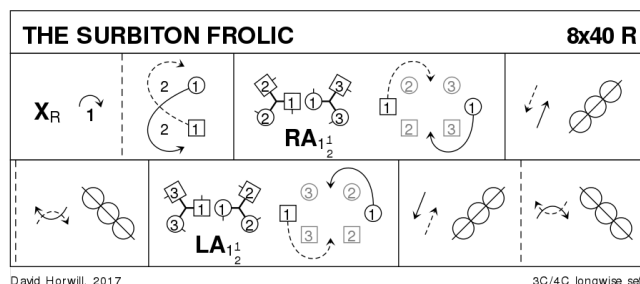 THE SURBITON FROLIC 8x40 R
XR 1 2 2 1 1
2 1 2 1 3 3
RA1½
2 3 1 1 2 3
3 1 3 1 2 2
LA1½
3 2 1 1 3 2
David Horwill, 2017 3C/4C longwise set